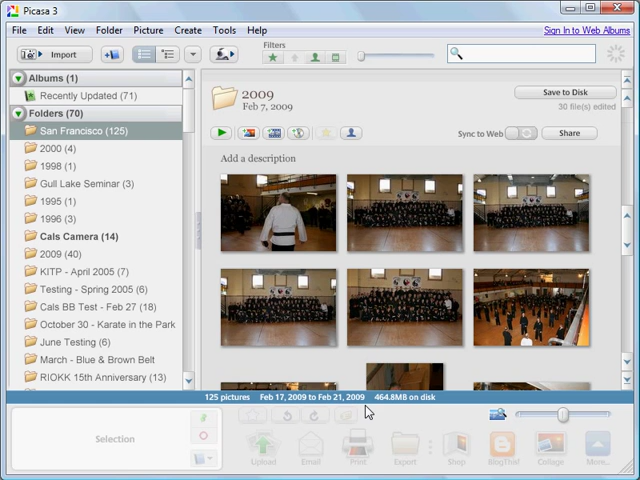 Picasa 3
File Edit View Folder Picture Create Tools Help
Sign In to Web Albums
Import
Filters
Albums (1)
Recently Updated (71)
Folders (70)
San Francisco (125)
2000 (4)
1998 (1)
Gull Lake Seminar (3)
1995 (1)
1996 (3)
Cals Camera (14)
2009 (40)
KITP - April 2005 (7)
Testing - Spring 2005 (6)
Cals BB Test - Feb 27 (18)
October 30 - Karate in the Park
June Testing (6)
March - Blue & Brown Belt
RIOKK 15th Anniversary (13)
2009
Feb 7, 2009
Save to Disk
30 file(s) edited
Sync to Web
Share
Add a description
125 pictures Feb 17, 2009 to Feb 21, 2009 464.8MB on disk
Selection
Upload Email Print Export Shop BlogThis! Collage More...